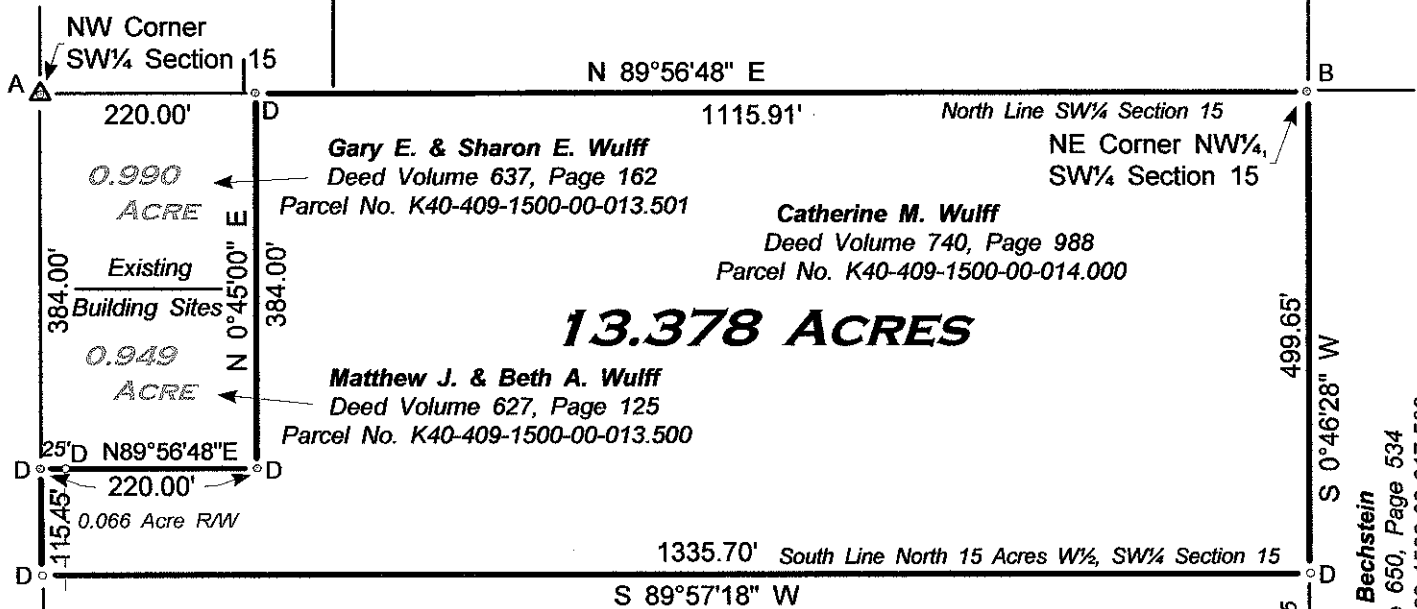 NW Corner
SW¼ Section 15
A
N 89°56'48" E
B
220.00'
D
1115.91'
North Line SW¼ Section 15
NE Corner NW¼,
SW¼ Section 15
Gary E. & Sharon E. Wulff
Deed Volume 637, Page 162
Parcel No. K40-409-1500-00-013.501
0.990
ACRE
Catherine M. Wulff
Deed Volume 740, Page 988
Parcel No. K40-409-1500-00-014.000
384.00'
Existing
Building Sites
N 0°45'00" E
384.00'
13.378 ACRES
499.65'
S 0°46'28" W
0.949
ACRE
Matthew J. & Beth A. Wulff
Deed Volume 627, Page 125
Parcel No. K40-409-1500-00-013.500
25'
D
N89°56'48"E
D
D
220.00'
0.066 Acre R/W
115.45'
Bechstein
650, Page 534
1335.70'
South Line North 15 Acres W½, SW¼ Section 15
D
D
S 89°57'18" W